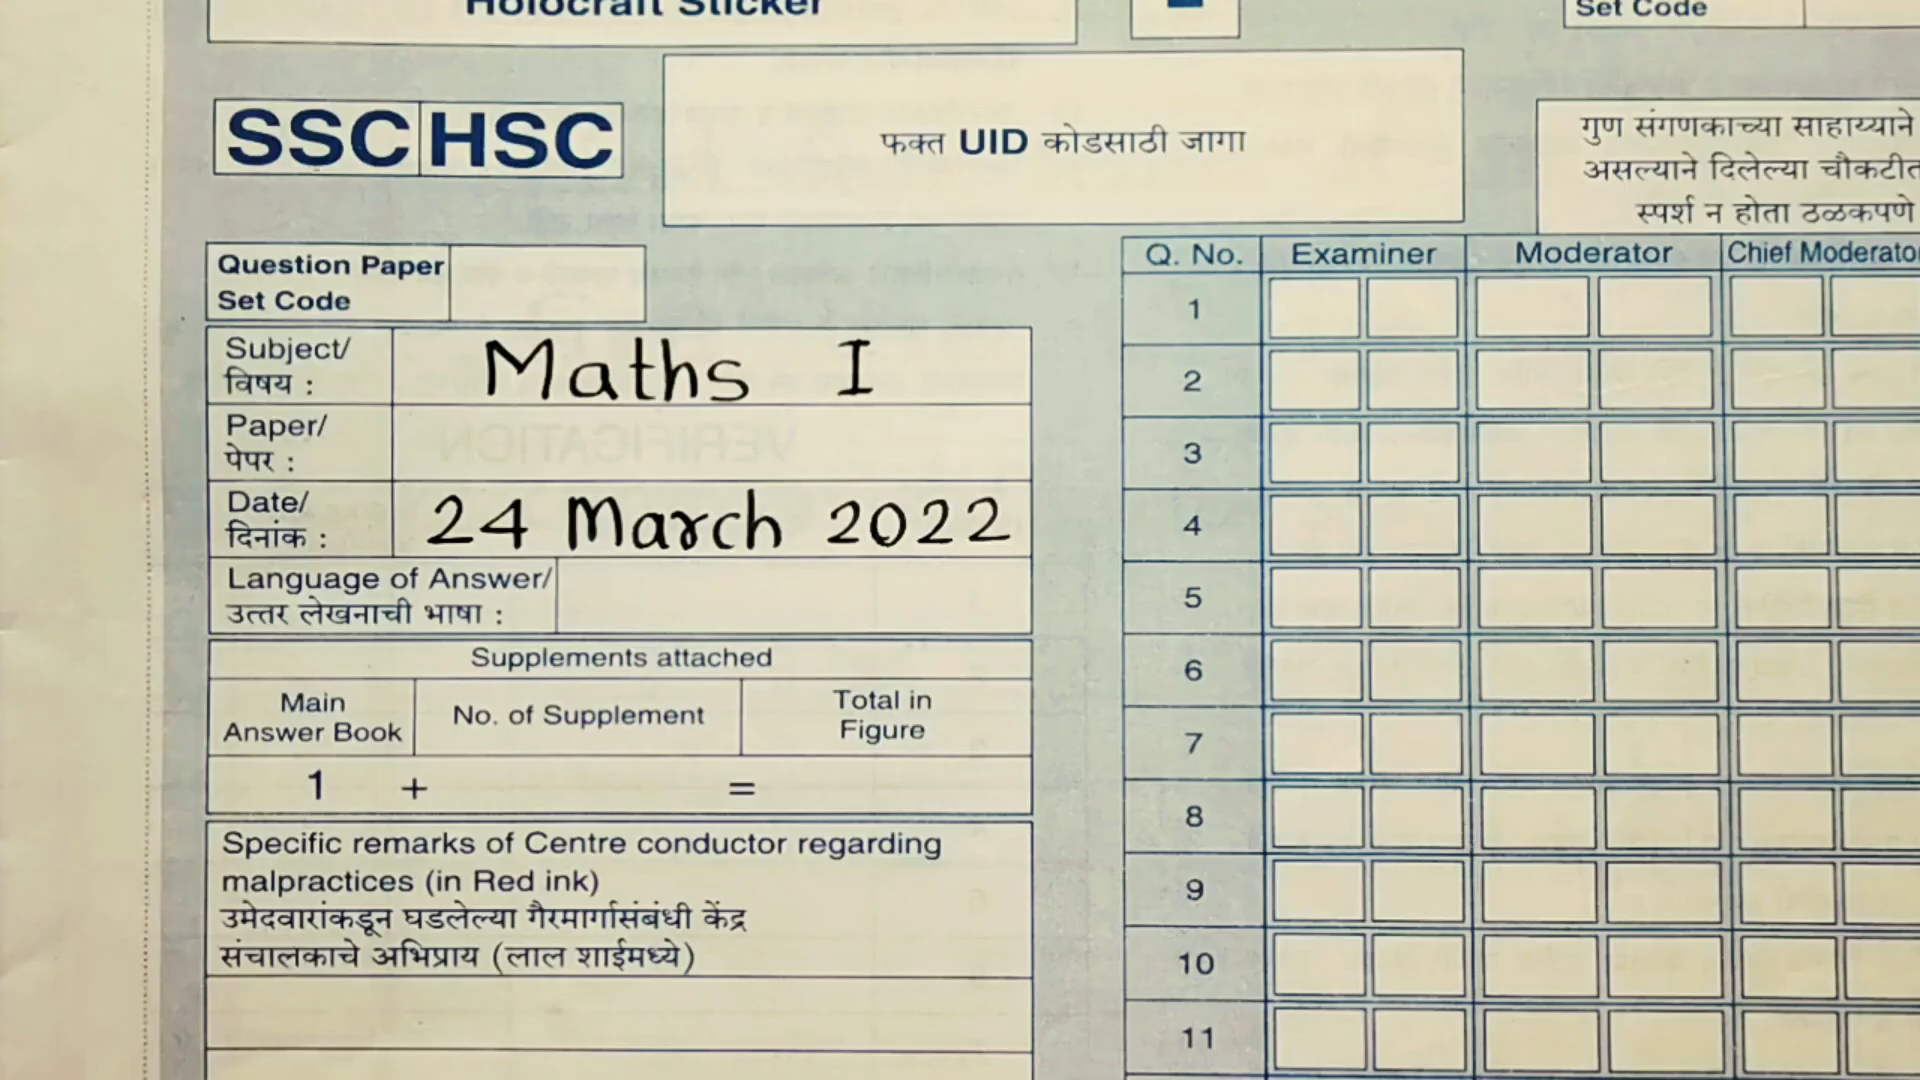 Holocraft Sticker
Set Code
SSC HSC
फक्त UID कोडसाठी जागा
गुण संगणकाच्या साहाय्याने
असल्याने दिलेल्या चौकटीत
स्पर्श न होता ठळकपणे
Question Paper
Set Code
Subject/
विषय :
Maths I
Paper/
पेपर :
Date/
दिनांक :
24 March 2022
Language of Answer/
उत्तर लेखनाची भाषा :
Supplements attached
Main
Answer Book
No. of Supplement
Total in
Figure
1 + =
Specific remarks of Centre conductor regarding
malpractices (in Red ink)
उमेदवारांकडून घडलेल्या गैरमार्गासंबंधी केंद्र
संचालकाचे अभिप्राय (लाल शाईमध्ये)
Q. No. Examiner Moderator Chief Moderator
1
2
3
4
5
6
7
8
9
10
11